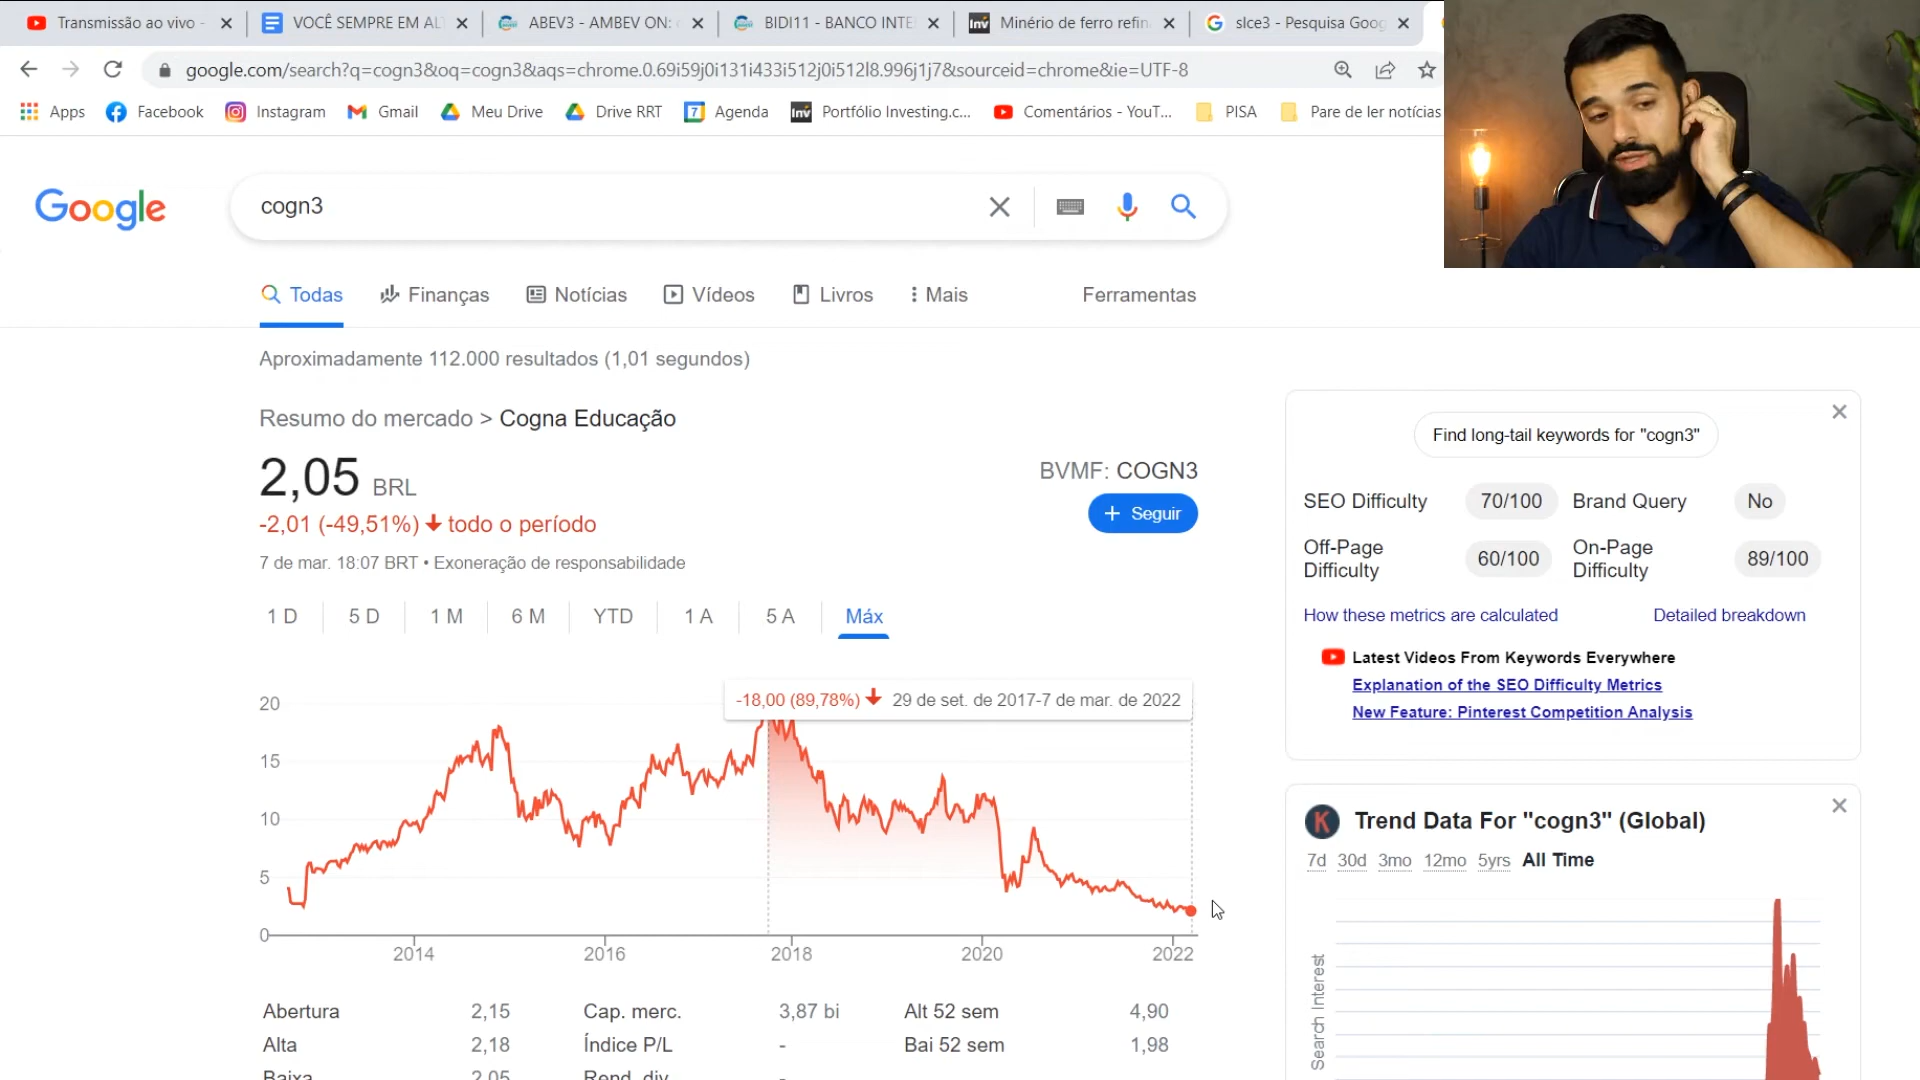 Transmissão ao vivo -
VOCÊ SEMPRE EM AL
ABEV3 - AMBEV ON:
BIDI11 - BANCO INTE
Minério de ferro refin
slce3 - Pesquisa Goog
google.com/search?q=cogn3&oq=cogn3&aqs=chrome.0.69i59j0i131i433i512j0i512l8.996j1j7&sourceid=chrome&ie=UTF-8
Apps Facebook Instagram Gmail Meu Drive Drive RRT 7 Agenda Inv Portfólio Investing.c... Comentários - YouT... PISA Pare de ler notícias
Google
cogn3
Todas Finanças Notícias Vídeos Livros Mais Ferramentas
Aproximadamente 112.000 resultados (1,01 segundos)
Resumo do mercado > Cogna Educação
2,05 BRL
BVMF: COGN3
-2,01 (-49,51%) todo o período
+ Seguir
7 de mar. 18:07 BRT • Exoneração de responsabilidade
1 D 5 D 1 M 6 M YTD 1 A 5 A Máx
-18,00 (89,78%) 29 de set. de 2017-7 de mar. de 2022
20
15
10
5
0
2014 2016 2018 2020 2022
Abertura 2,15 Cap. merc. 3,87 bi Alt 52 sem 4,90
Alta 2,18 Índice P/L - Bai 52 sem 1,98
Baixa 2,05 Rend. div. -
Find long-tail keywords for "cogn3"
SEO Difficulty 70/100 Brand Query No
Off-Page Difficulty 60/100 On-Page Difficulty 89/100
How these metrics are calculated Detailed breakdown
Latest Videos From Keywords Everywhere
Explanation of the SEO Difficulty Metrics
New Feature: Pinterest Competition Analysis
K Trend Data For "cogn3" (Global)
7d 30d 3mo 12mo 5yrs All Time
Search Interest